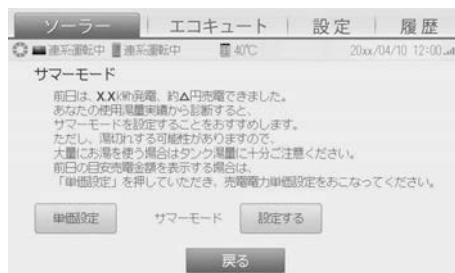 ソーラー エコキュート 設定 履歴
連系運転中 連系運転中 40℃ 20xx/04/10 12:00
サマーモード
前日は、X.XkWh発電、約△円売電できました。
あなたの使用湯量実績から診断すると、
サマーモードを設定することをおすすめします。
ただし、湯切れする可能性がありますので、
大量にお湯を使う場合はタンク湯量に十分ご注意ください。
前日の目安売電金額を表示する場合は、
「単価設定」を押していただき、売電電力単価設定をおこなってください。
単価設定 サマーモード 設定する
戻る